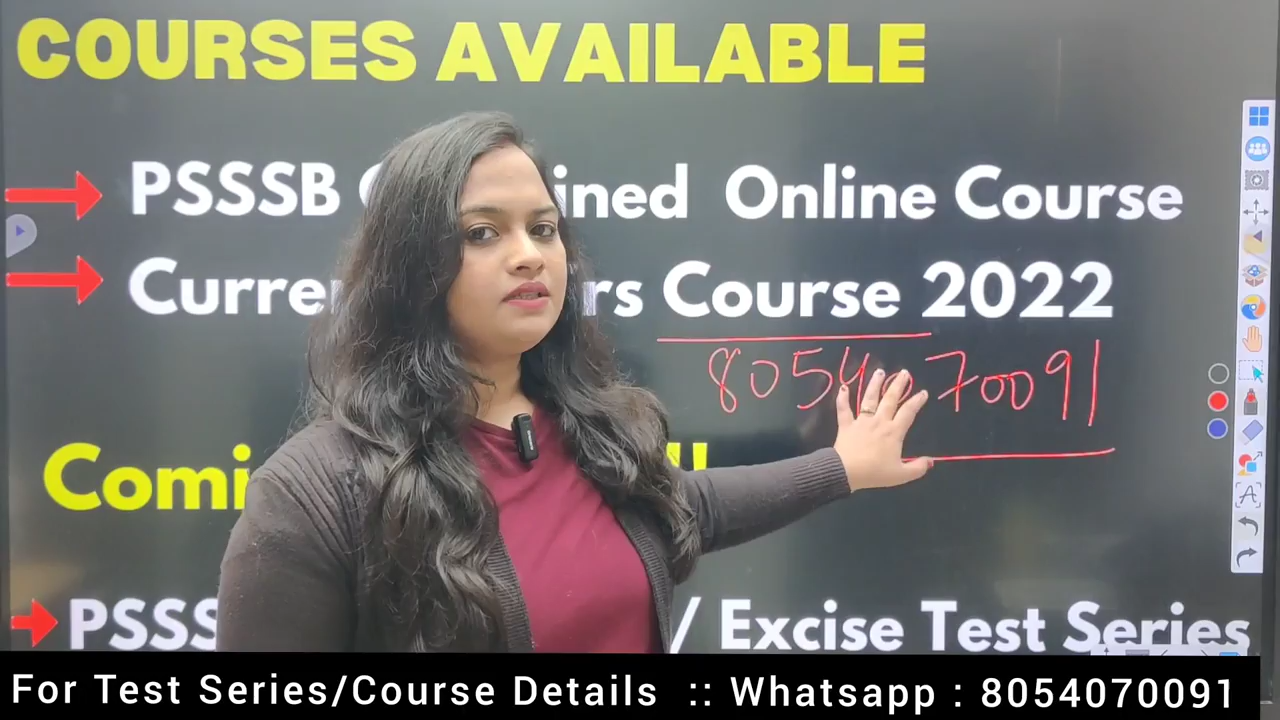 COURSES AVAILABLE
PSSSB ined Online Course
Curre rs Course 2022
8054070091
Comi !!
PSSS / Excise Test Series
For Test Series/Course Details :: Whatsapp : 8054070091